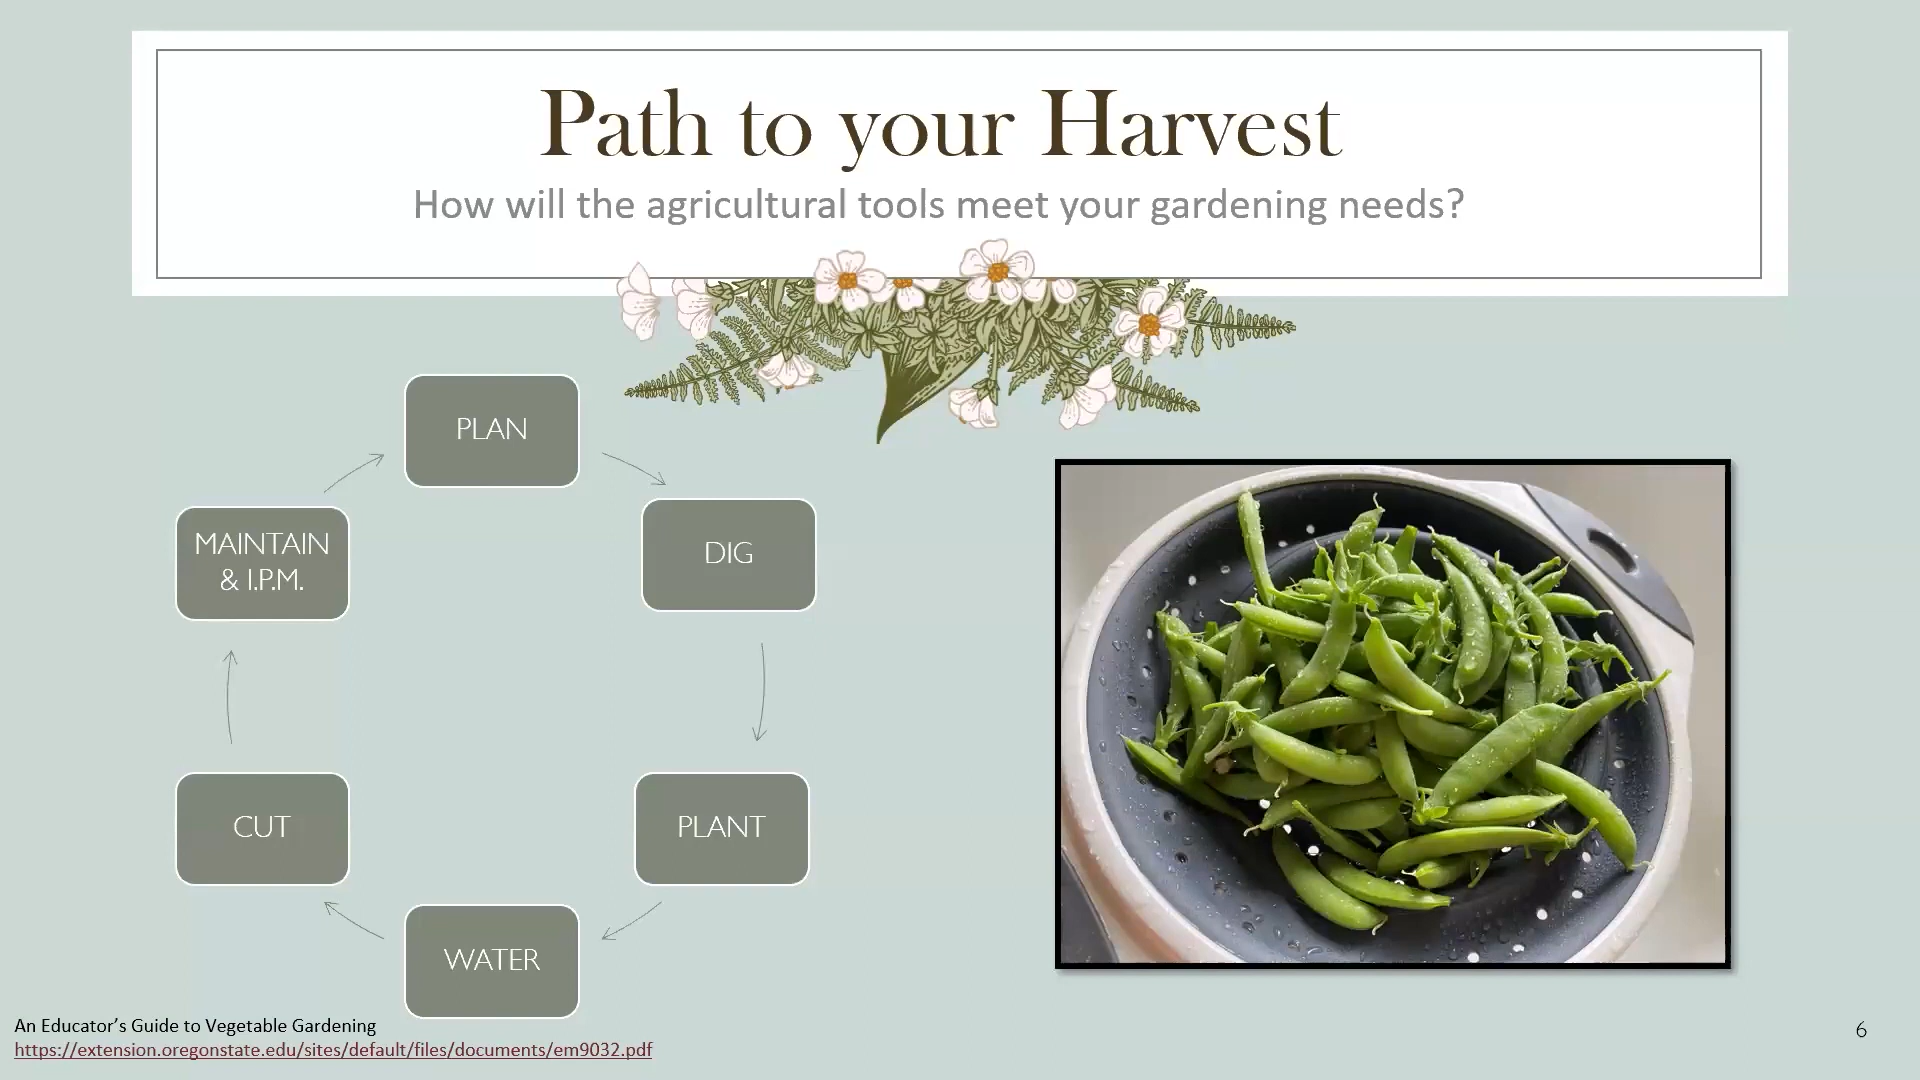 Path to your Harvest
How will the agricultural tools meet your gardening needs?
PLAN
DIG
PLANT
WATER
CUT
MAINTAIN
& I.P.M.
An Educator’s Guide to Vegetable Gardening
https://extension.oregonstate.edu/sites/default/files/documents/em9032.pdf
6